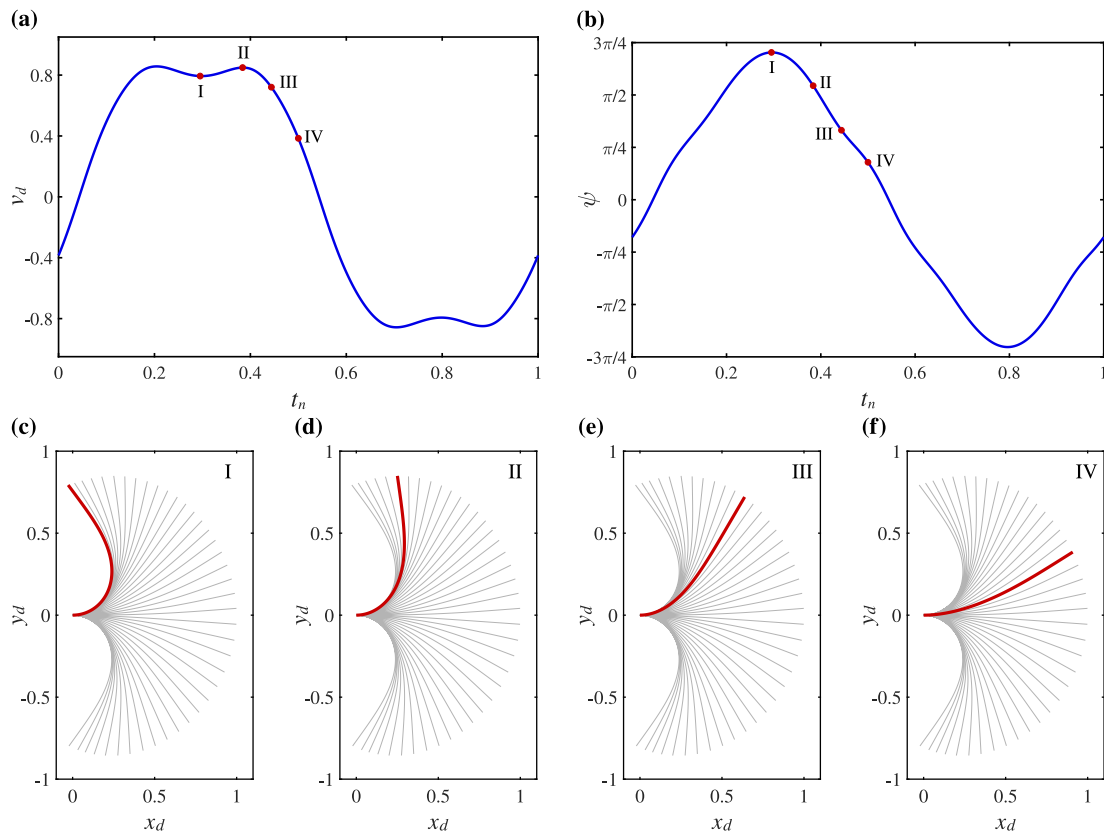 (a)
(b)
v_d
0.8
0.4
0
-0.4
-0.8
I
II
III
IV
0
0.2
0.4
0.6
0.8
1
t_n
ψ
3π/4
π/2
π/4
0
-π/4
-π/2
-3π/4
I
II
III
IV
0
0.2
0.4
0.6
0.8
1
t_n
(c)
y_d
1
0.5
0
-0.5
-1
I
0
0.5
1
x_d
(d)
y_d
1
0.5
0
-0.5
-1
II
0
0.5
1
x_d
(e)
y_d
1
0.5
0
-0.5
-1
III
0
0.5
1
x_d
(f)
y_d
1
0.5
0
-0.5
-1
IV
0
0.5
1
x_d